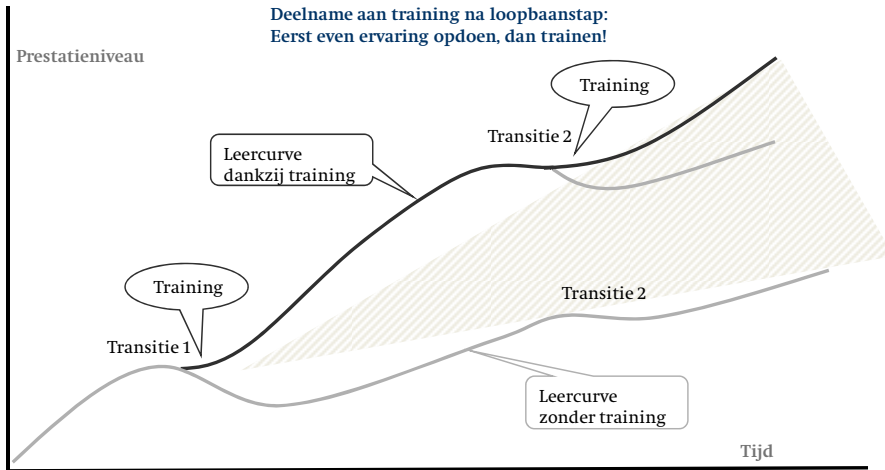 Deelname aan training na loopbaanstap:
Eerst even ervaring opdoen, dan trainen!
Prestatieniveau
Training
Transitie 2
Leercurve
dankzij training
Training
Transitie 2
Transitie 1
Leercurve
zonder training
Tijd